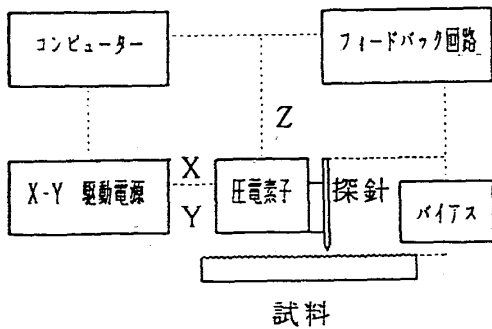 コンピューター
フィードバック回路
Z
X-Y 駆動電源
X
Y
圧電素子
探針
バイアス
試料